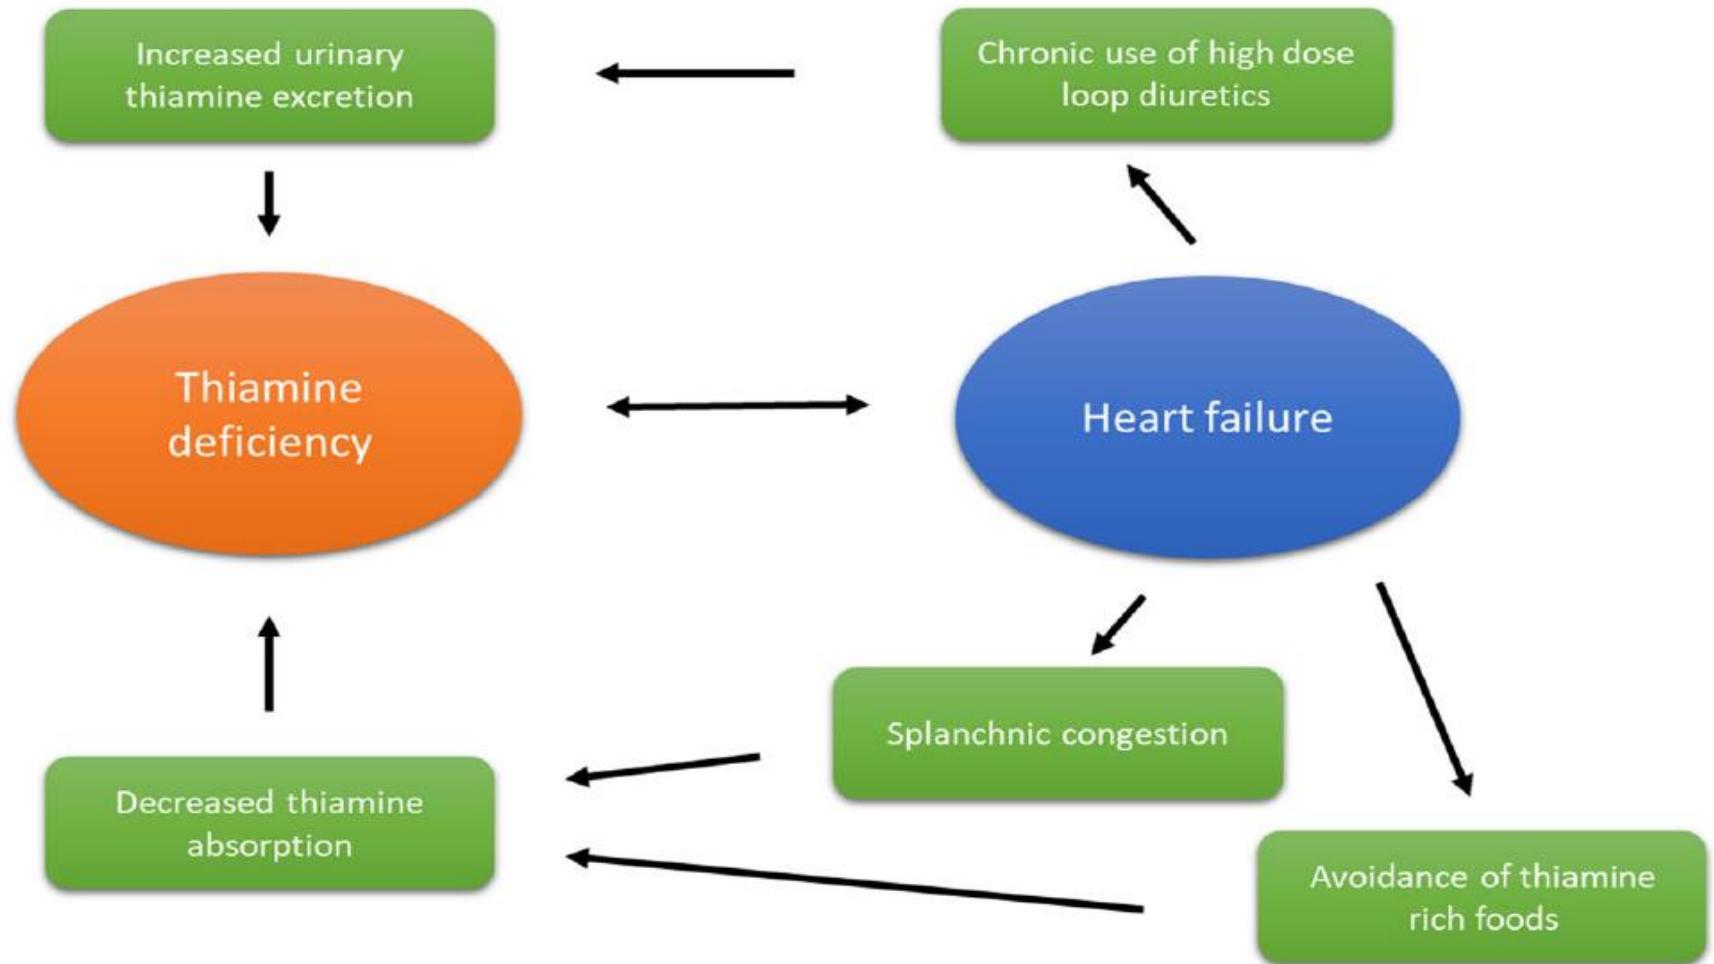 Increased urinary
thiamine excretion
Chronic use of high dose
loop diuretics
Thiamine
deficiency
Heart failure
Splanchnic congestion
Decreased thiamine
absorption
Avoidance of thiamine
rich foods